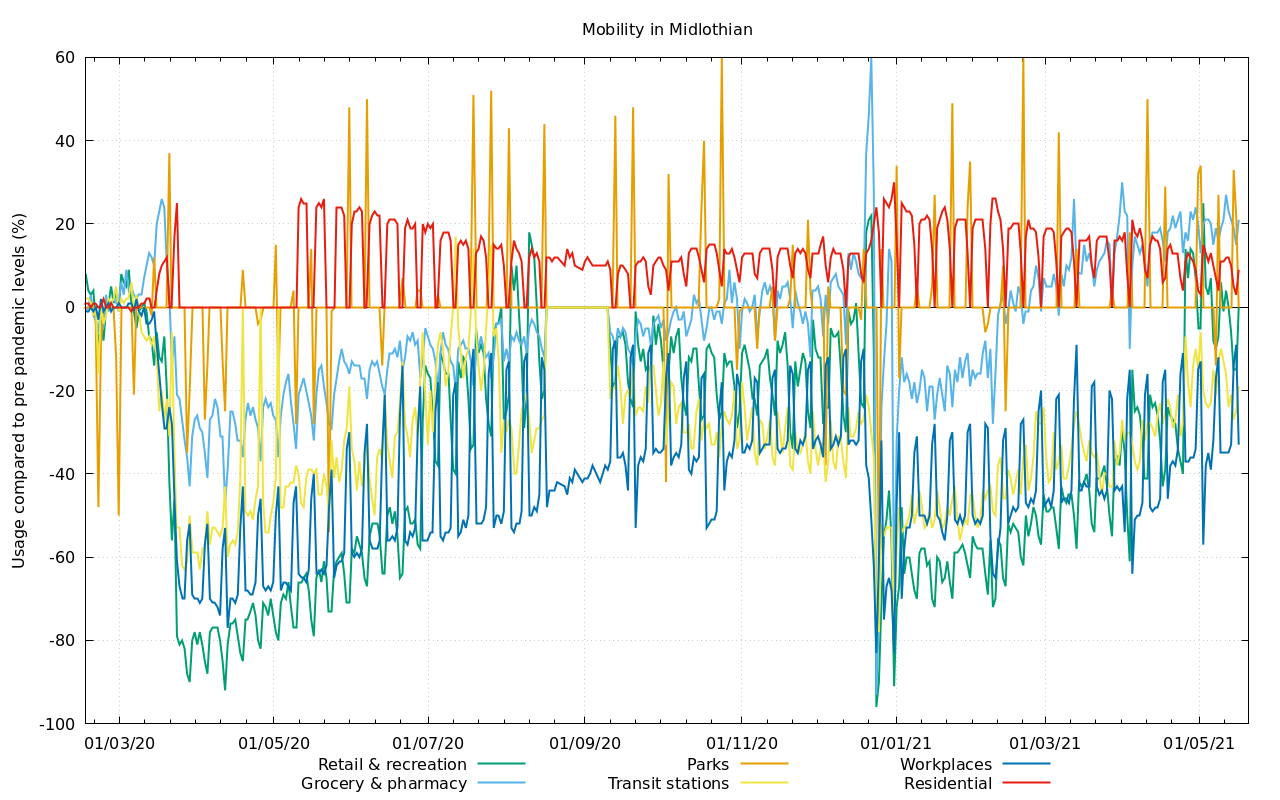 Mobility in Midlothian
Usage compared to pre pandemic levels (%)
60
40
20
0
-20
-40
-60
-80
-100
01/03/20 01/05/20 01/07/20 01/09/20 01/11/20 01/01/21 01/03/21 01/05/21
Retail & recreation Parks Workplaces
Grocery & pharmacy Transit stations Residential